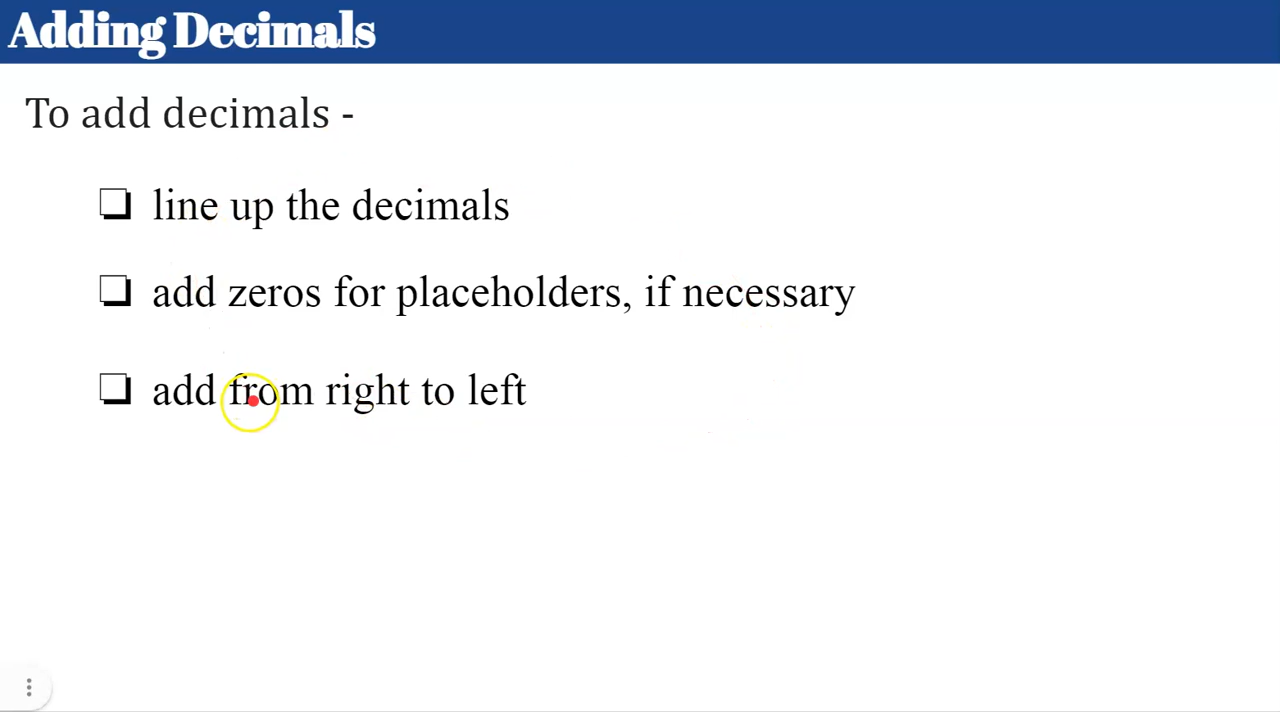 Adding Decimals
To add decimals -
❏ line up the decimals
❏ add zeros for placeholders, if necessary
❏ add from right to left